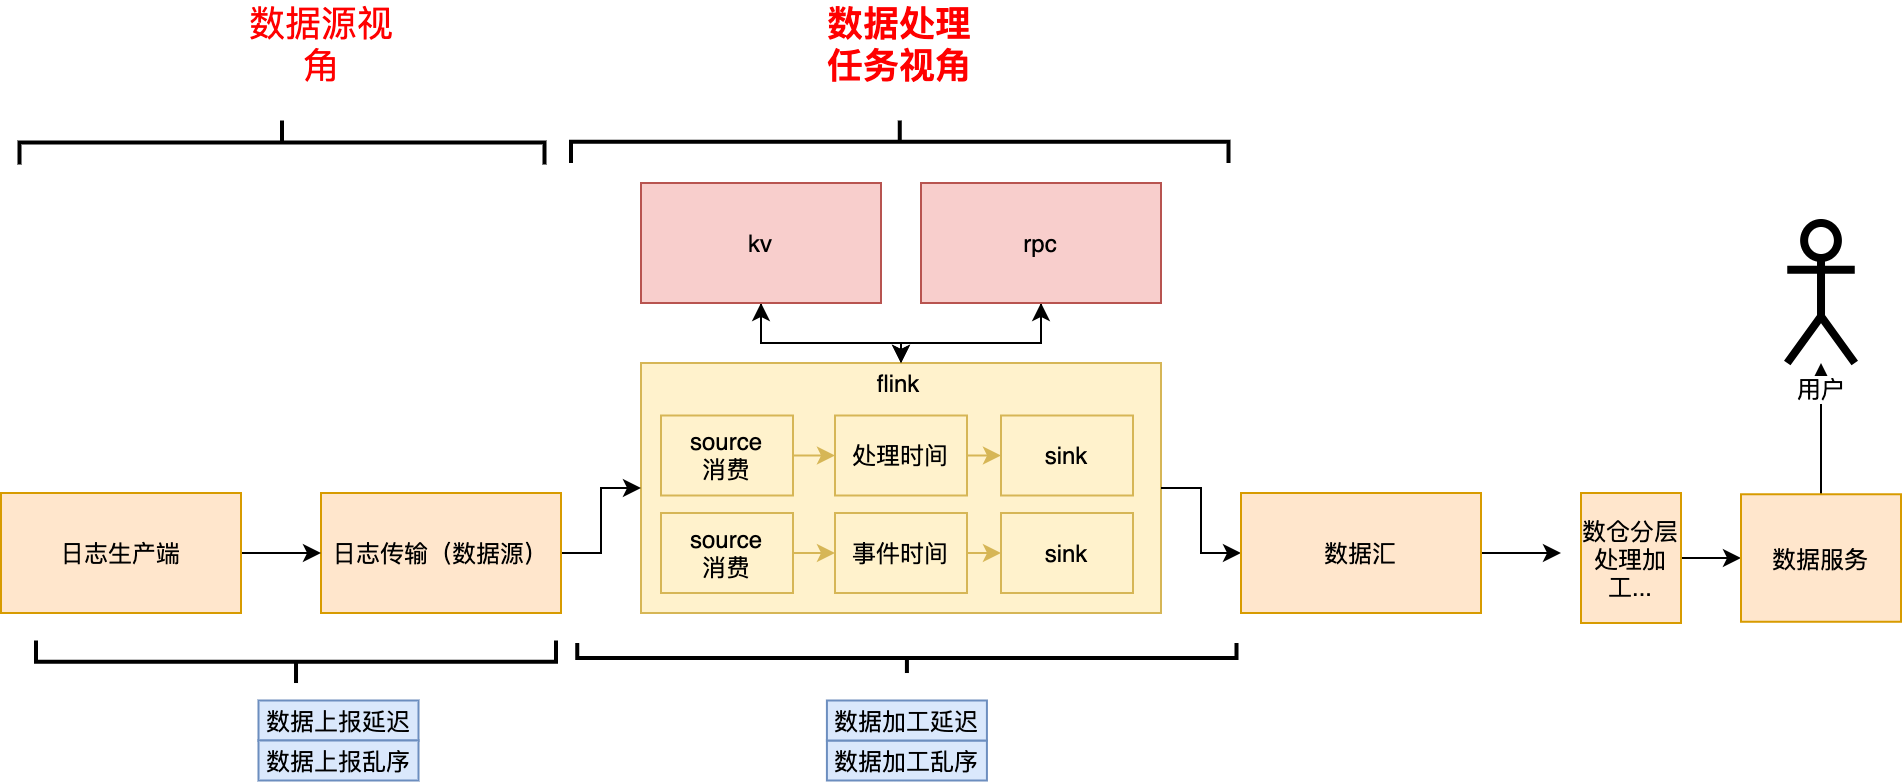 数据源视
角
数据处理
任务视角
kv
rpc
flink
source
消费
处理时间
sink
source
消费
事件时间
sink
日志生产端
日志传输（数据源）
数据汇
数仓分层
处理加
工...
数据服务
用户
数据上报延迟
数据上报乱序
数据加工延迟
数据加工乱序